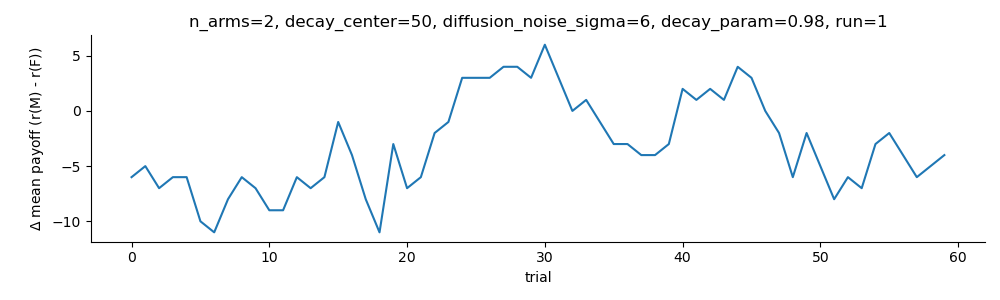 n_arms=2, decay_center=50, diffusion_noise_sigma=6, decay_param=0.98, run=1
Δ mean payoff (r(M) - r(F))
5
0
−5
−10
0 10 20 30 40 50 60
trial